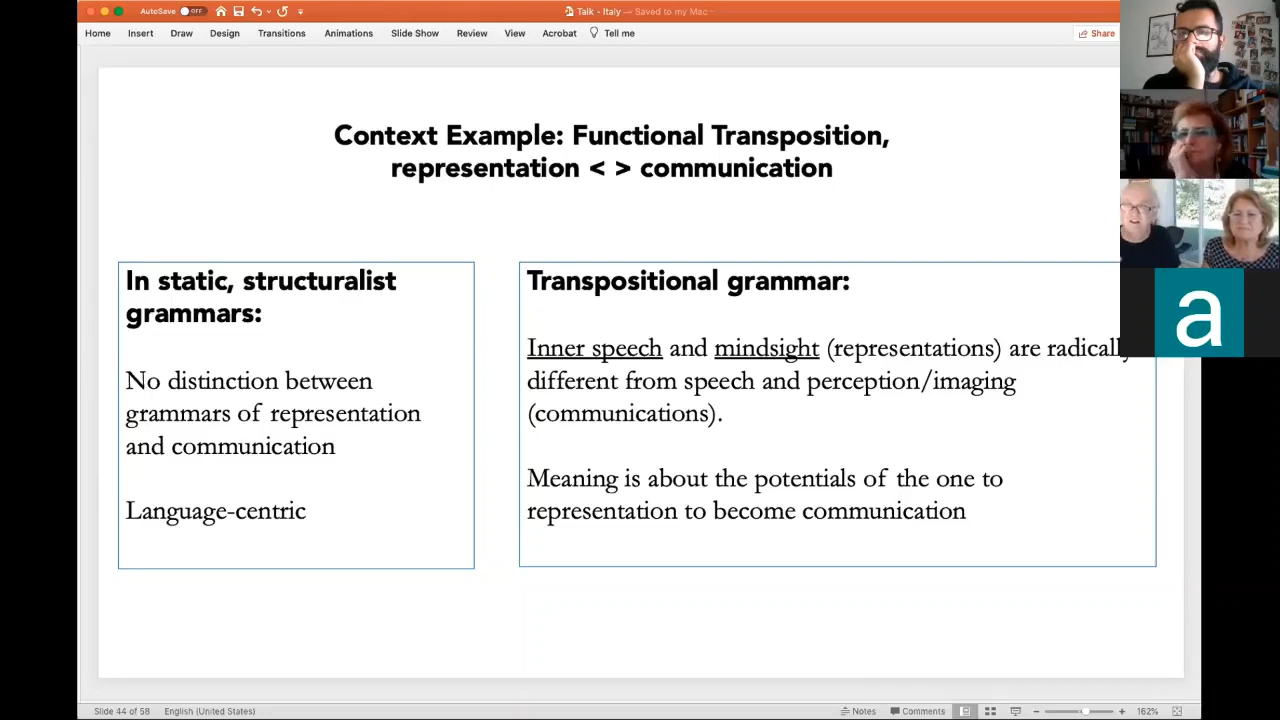 AutoSave OFF
Talk - Italy — Saved to my Mac
Home Insert Draw Design Transitions Animations Slide Show Review View Acrobat Tell me Share
Context Example: Functional Transposition,
representation < > communication
In static, structuralist
grammars:
No distinction between
grammars of representation
and communication
Language-centric
Transpositional grammar:
Inner speech and mindsight (representations) are radically
different from speech and perception/imaging
(communications).
Meaning is about the potentials of the one to
representation to become communication
a
Slide 44 of 58 English (United States) Notes Comments 162%